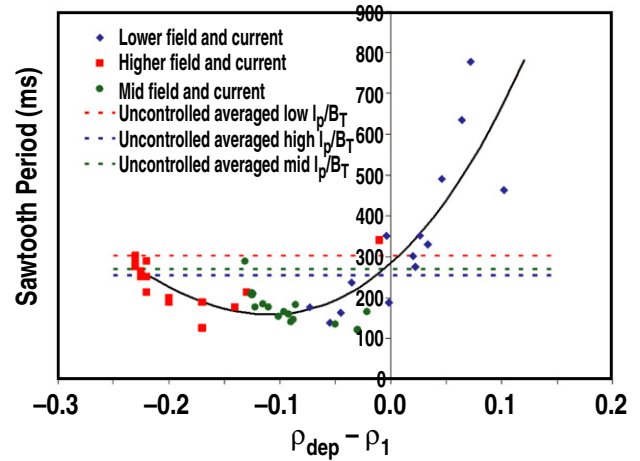 900
800
700
600
500
400
300
200
100
0
Sawtooth Period (ms)
Lower field and current
Higher field and current
Mid field and current
Uncontrolled averaged low Ip/BT
Uncontrolled averaged high Ip/BT
Uncontrolled averaged mid Ip/BT
−0.3 −0.2 −0.1 0.0 0.1 0.2
ρdep − ρ1